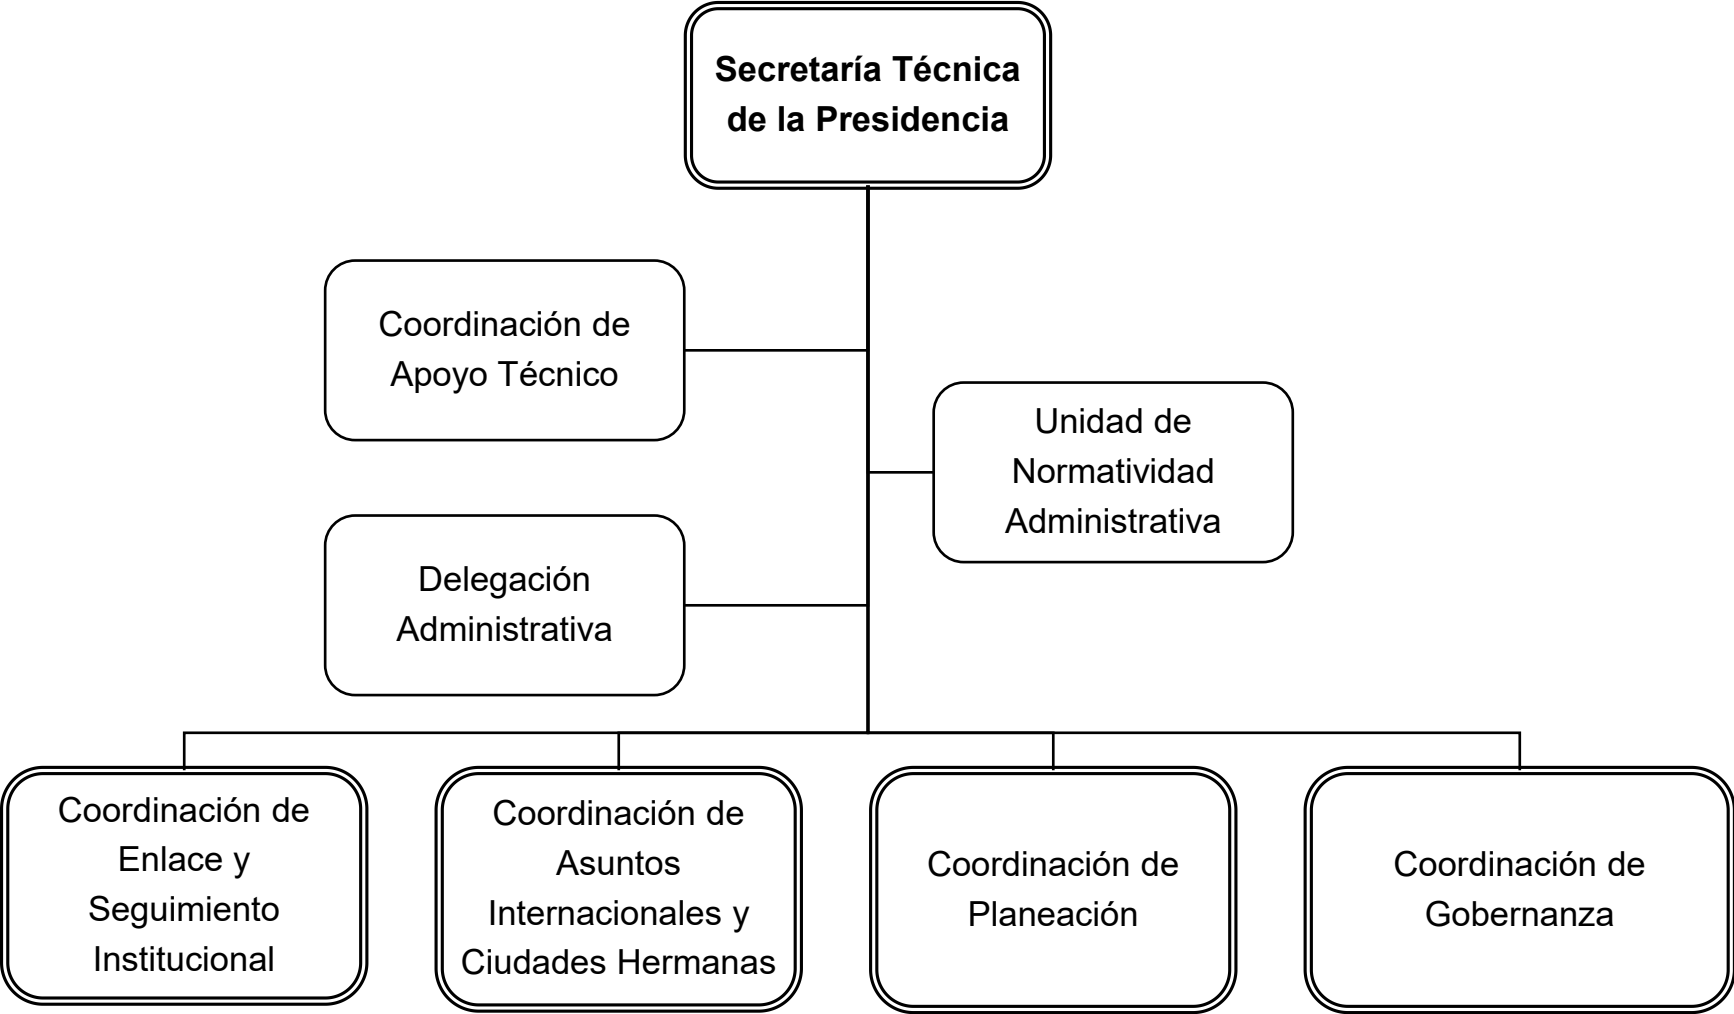 Secretaría Técnica
de la Presidencia
Coordinación de
Apoyo Técnico
Unidad de
Normatividad
Administrativa
Delegación
Administrativa
Coordinación de
Enlace y
Seguimiento
Institucional
Coordinación de
Asuntos
Internacionales y
Ciudades Hermanas
Coordinación de
Planeación
Coordinación de
Gobernanza